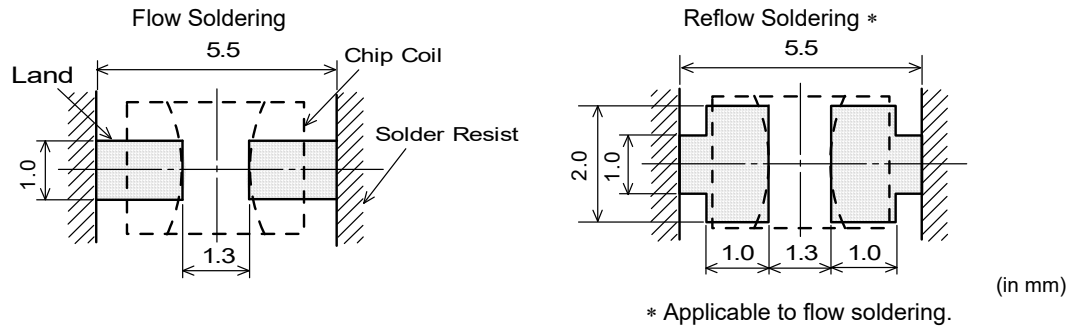 Flow Soldering
5.5
Land
Chip Coil
Solder Resist
1.0
1.3
Reflow Soldering *
5.5
2.0
1.0
1.0
1.3
1.0
(in mm)
* Applicable to flow soldering.